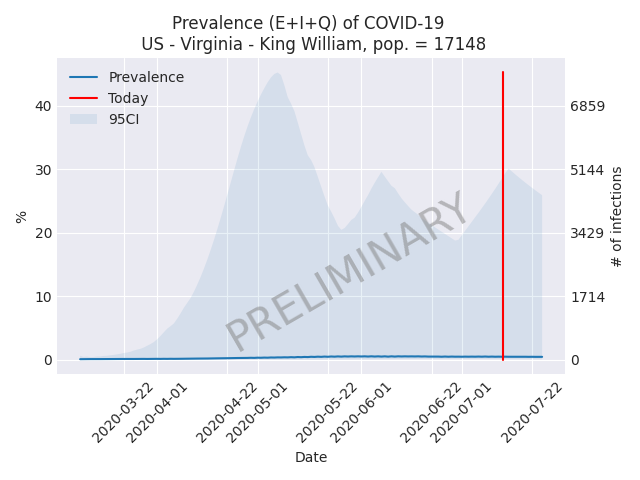 Prevalence (E+I+Q) of COVID-19
US - Virginia - King William, pop. = 17148
Prevalence
Today
95CI
40
30
20
10
0
%
6859
5144
3429
1714
0
# of infections
PRELIMINARY
2020-03-22
2020-04-01
2020-04-22
2020-05-01
2020-05-22
2020-06-01
2020-06-22
2020-07-01
2020-07-22
Date